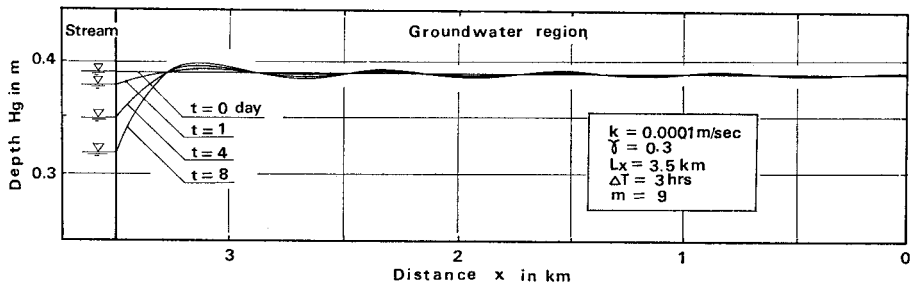 Stream
Groundwater region
0.4
0.3
Depth Hg in m
t = 0 day
t = 1
t = 4
t = 8
k = 0.0001 m/sec
γ = 0.3
Lx = 3.5 km
ΔT = 3 hrs
m = 9
3
2
1
0
Distance x in km